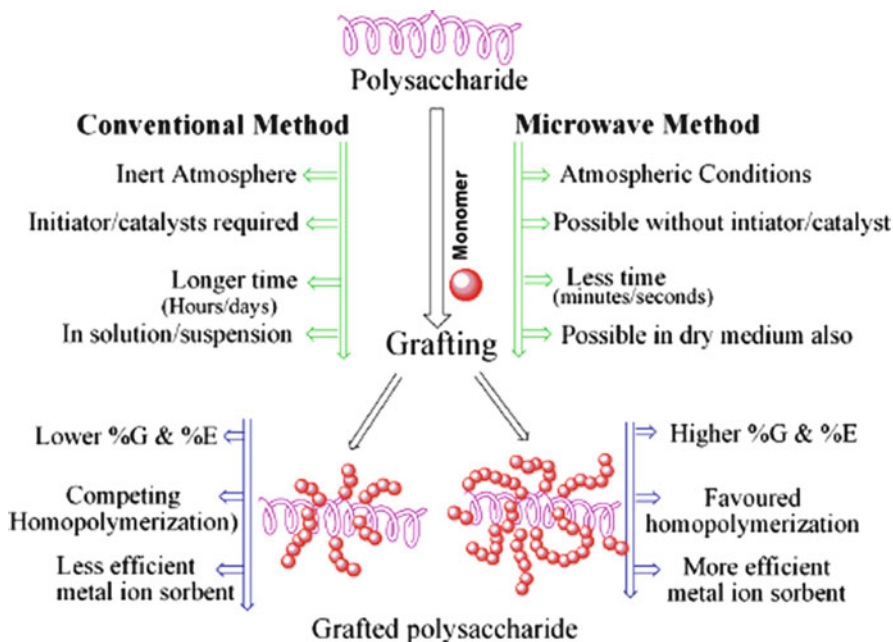 Polysaccharide
Conventional Method
Inert Atmosphere
Initiator/catalysts required
Longer time
(Hours/days)
In solution/suspension
Monomer
Microwave Method
Atmospheric Conditions
Possible without intiator/catalyst
Less time
(minutes/seconds)
Possible in dry medium also
Grafting
Lower %G & %E
Competing
Homopolymerization)
Less efficient
metal ion sorbent
Higher %G & %E
Favoured
homopolymerization
More efficient
metal ion sorbent
Grafted polysaccharide